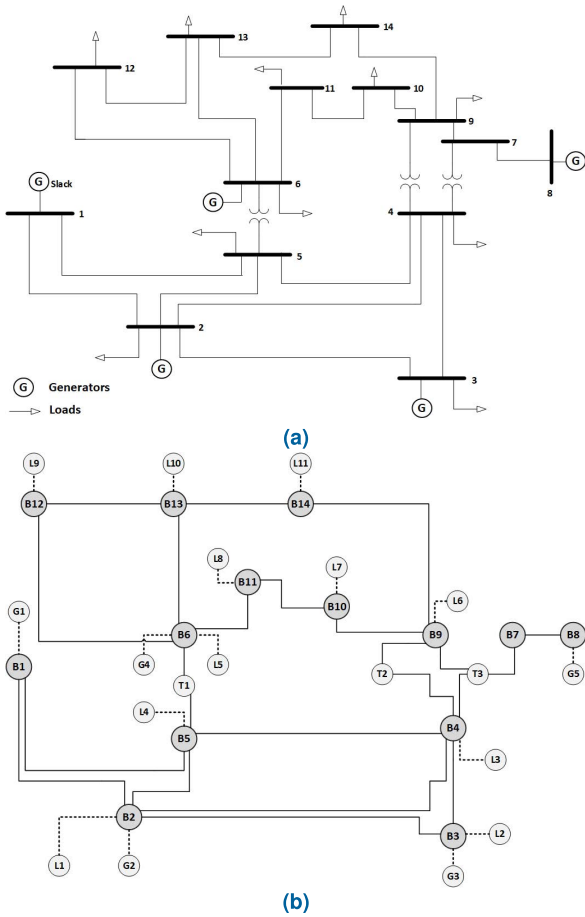 14
13
12
11
10
9
7
8
G
G
Slack
6
G
1
4
5
2
G
3
G
G Generators
Loads
(a)
L9
L10
L11
B12
B13
B14
L8
B11
L7
B10
G1
L6
B6
B9
B7
B8
B1
G4
L5
T2
T3
G5
T1
L4
B5
B4
L3
B2
B3
L2
L1
G2
G3
(b)